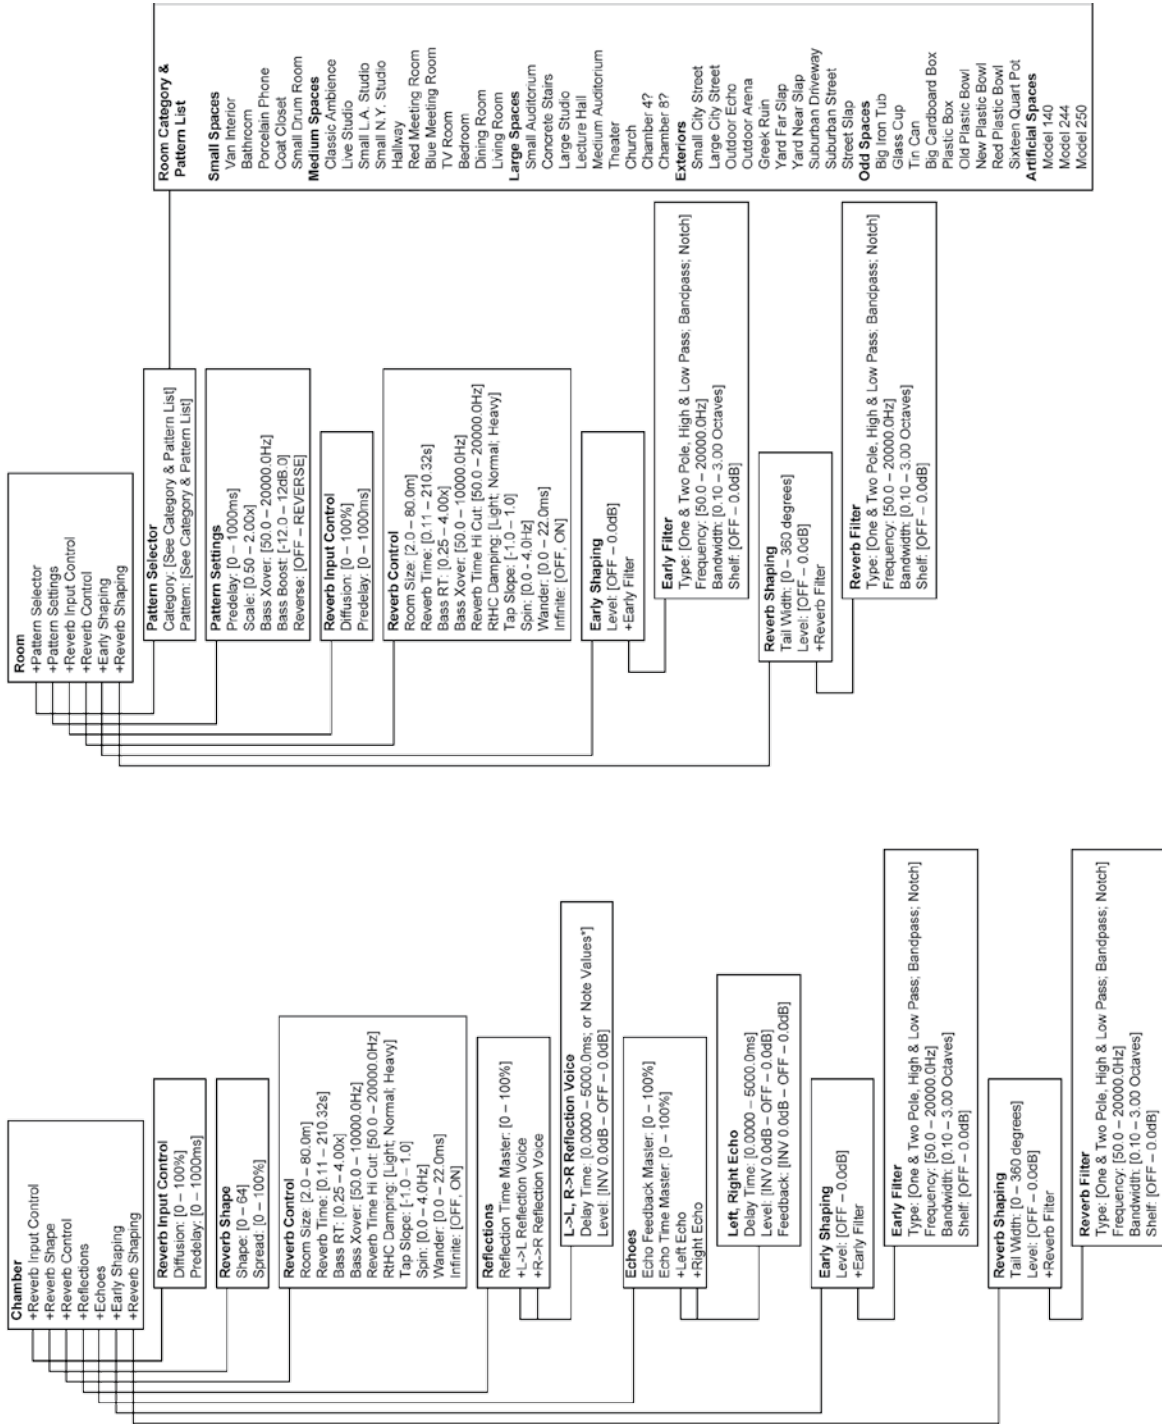 Chamber
+Reverb Input Control
+Reverb Shape
+Reverb Control
+Reflections
+Echoes
+Early Shaping
+Reverb Shaping
Reverb Input Control
Diffusion: [0 – 100%]
Predelay: [0 – 1000ms]
Reverb Shape
Shape: [0 – 64]
Spread: [0 – 100%]
Reverb Control
Room Size: [2.0 – 80.0m]
Reverb Time: [0.11 – 210.32s]
Bass RT: [0.25 – 4.00x]
Bass Xover: [50.0 – 10000.0Hz]
Reverb Time Hi Cut: [50.0 – 20000.0Hz]
RtHC Damping: [Light; Normal; Heavy]
Tap Slope: [-1.0 – 1.0]
Spin: [0.0 – 4.0Hz]
Wander: [0.0 – 22.0ms]
Infinite: [OFF, ON]
Reflections
Reflection Time Master: [0 – 100%]
+L->L Reflection Voice
+R->R Reflection Voice
L->L, R->R Reflection Voice
Delay Time: [0.0000 – 5000.0ms; or Note Values*]
Level: [INV 0.0dB – OFF – 0.0dB]
Echoes
Echo Feedback Master: [0 – 100%]
Echo Time Master: [0 – 100%]
+Left Echo
+Right Echo
Left, Right Echo
Delay Time: [0.0000 – 5000.0ms]
Level: [INV 0.0dB – OFF – 0.0dB]
Feedback: [INV 0.0dB – OFF – 0.0dB]
Early Shaping
Level: [OFF – 0.0dB]
+Early Filter
Early Filter
Type: [One & Two Pole, High & Low Pass; Bandpass; Notch]
Frequency: [50.0 – 20000.0Hz]
Bandwidth: [0.10 – 3.00 Octaves]
Shelf: [OFF – 0.0dB]
Reverb Shaping
Tail Width: [0 – 360 degrees]
Level: [OFF – 0.0dB]
+Reverb Filter
Reverb Filter
Type: [One & Two Pole, High & Low Pass; Bandpass; Notch]
Frequency: [50.0 – 20000.0Hz]
Bandwidth: [0.10 – 3.00 Octaves]
Shelf: [OFF – 0.0dB]
Room
+Pattern Selector
+Pattern Settings
+Reverb Input Control
+Reverb Control
+Early Shaping
+Reverb Shaping
Pattern Selector
Category: [See Category & Pattern List]
Pattern: [See Category & Pattern List]
Pattern Settings
Predelay: [0 – 1000ms]
Scale: [0.50 – 2.00x]
Bass Xover: [50.0 – 20000.0Hz]
Bass Boost: [-12.0 – 12dB.0]
Reverse: [OFF – REVERSE]
Reverb Input Control
Diffusion: [0 – 100%]
Predelay: [0 – 1000ms]
Reverb Control
Room Size: [2.0 – 80.0m]
Reverb Time: [0.11 – 210.32s]
Bass RT: [0.25 – 4.00x]
Bass Xover: [50.0 – 10000.0Hz]
Reverb Time Hi Cut: [50.0 – 20000.0Hz]
RtHC Damping: [Light; Normal; Heavy]
Tap Slope: [-1.0 – 1.0]
Spin: [0.0 – 4.0Hz]
Wander: [0.0 – 22.0ms]
Infinite: [OFF, ON]
Early Shaping
Level: [OFF – 0.0dB]
+Early Filter
Early Filter
Type: [One & Two Pole, High & Low Pass; Bandpass; Notch]
Frequency: [50.0 – 20000.0Hz]
Bandwidth: [0.10 – 3.00 Octaves]
Shelf: [OFF – 0.0dB]
Reverb Shaping
Tail Width: [0 – 360 degrees]
Level: [OFF – 0.0dB]
+Reverb Filter
Reverb Filter
Type: [One & Two Pole, High & Low Pass; Bandpass; Notch]
Frequency: [50.0 – 20000.0Hz]
Bandwidth: [0.10 – 3.00 Octaves]
Shelf: [OFF – 0.0dB]
Room Category &
Pattern List
Small Spaces
Van Interior
Bathroom
Porcelain Phone
Coat Closet
Small Drum Room
Medium Spaces
Classic Ambience
Live Studio
Small L.A. Studio
Small N.Y. Studio
Hallway
Red Meeting Room
Blue Meeting Room
TV Room
Bedroom
Dining Room
Living Room
Large Spaces
Small Auditorium
Concrete Stairs
Large Studio
Lecture Hall
Medium Auditorium
Theater
Church
Chamber 4?
Chamber 8?
Exteriors
Small City Street
Large City Street
Outdoor Echo
Outdoor Arena
Greek Ruin
Yard Far Slap
Yard Near Slap
Suburban Driveway
Suburban Street
Street Slap
Odd Spaces
Big Iron Tub
Glass Cup
Tin Can
Big Cardboard Box
Plastic Box
Old Plastic Bowl
New Plastic Bowl
Red Plastic Bowl
Sixteen Quart Pot
Artificial Spaces
Model 140
Model 244
Model 250